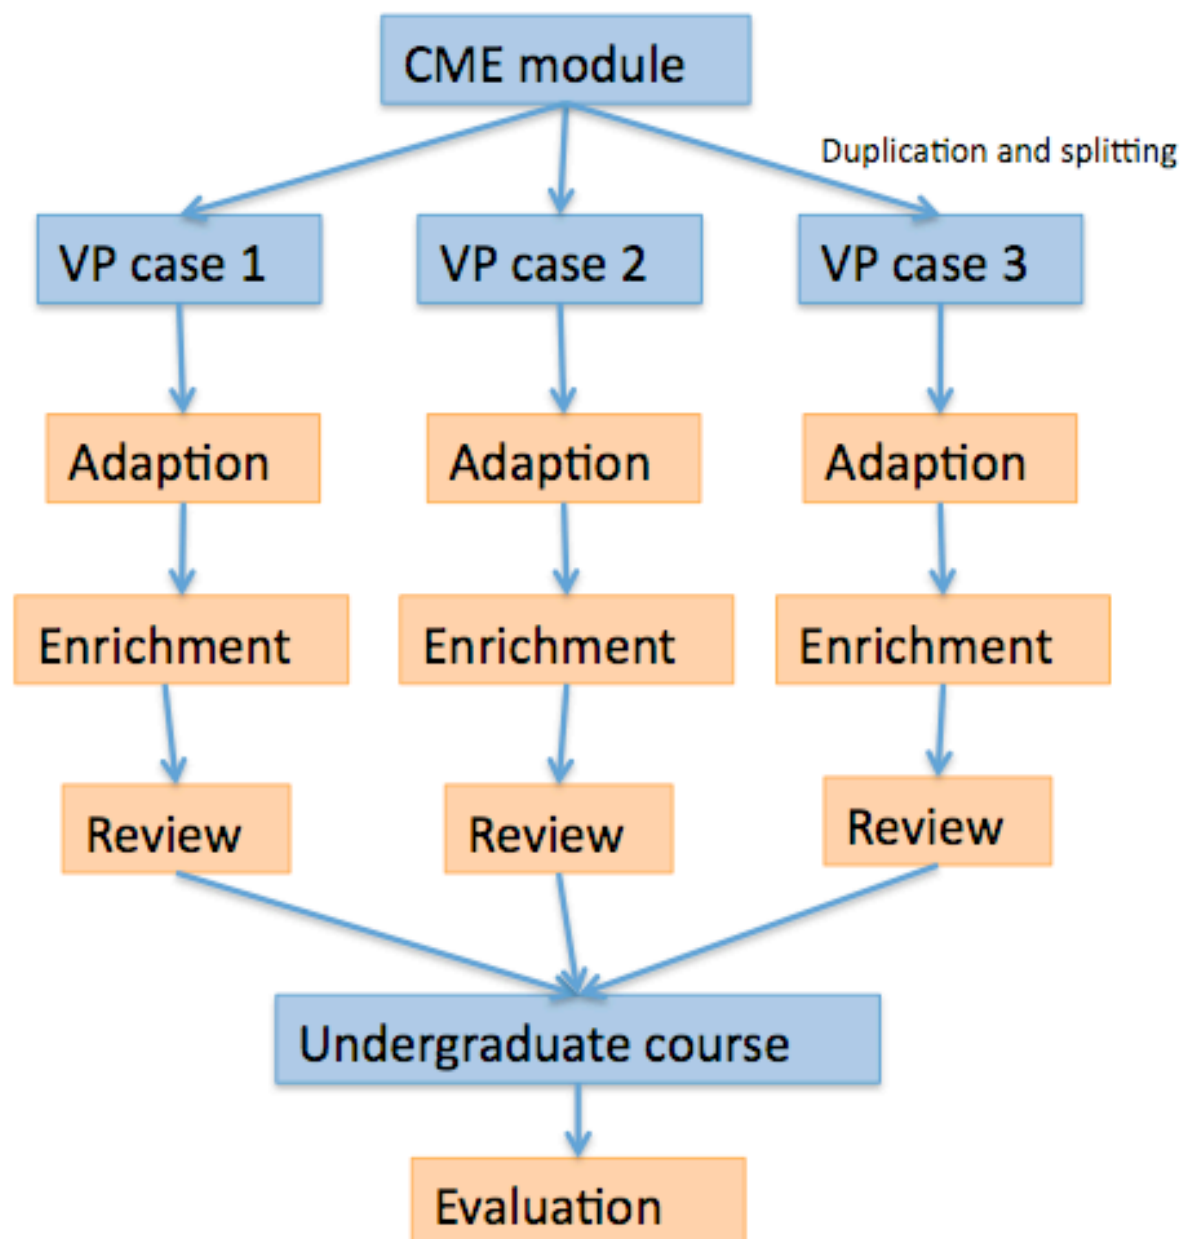 CME module
Duplication and splitting
VP case 1
VP case 2
VP case 3
Adaption
Adaption
Adaption
Enrichment
Enrichment
Enrichment
Review
Review
Review
Undergraduate course
Evaluation